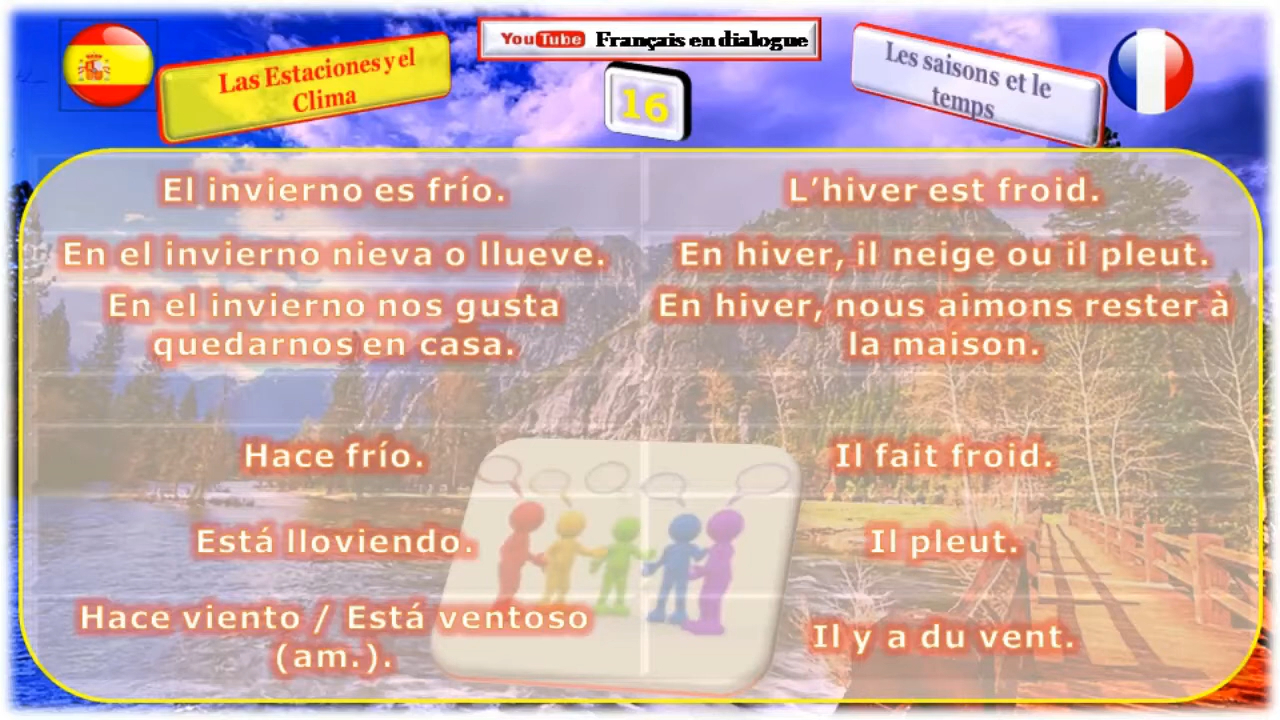 YouTube Français en dialogue
Las Estaciones y el
Clima
16
Les saisons et le
temps
El invierno es frío.
L’hiver est froid.
En el invierno nieva o llueve.
En hiver, il neige ou il pleut.
En el invierno nos gusta
quedarnos en casa.
En hiver, nous aimons rester à
la maison.
Hace frío.
Il fait froid.
Está lloviendo.
Il pleut.
Hace viento / Está ventoso
(am.).
Il y a du vent.